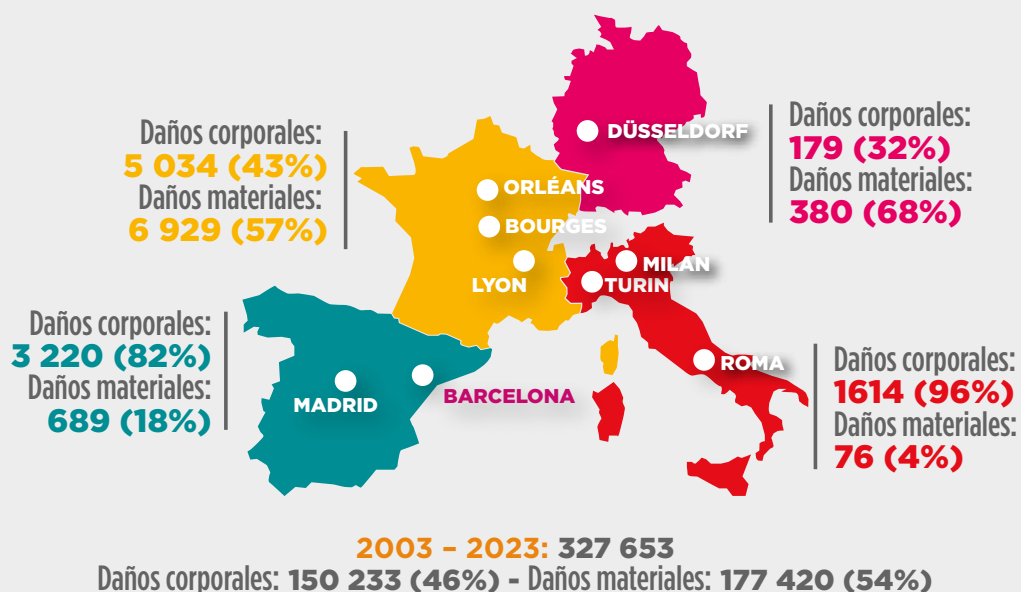 Daños corporales:
5 034 (43%)
Daños materiales:
6 929 (57%)
DÜSSELDORF
Daños corporales:
179 (32%)
Daños materiales:
380 (68%)
ORLÉANS
BOURGES
LYON
MILAN
TURIN
Daños corporales:
3 220 (82%)
Daños materiales:
689 (18%)
MADRID
BARCELONA
ROMA
Daños corporales:
1614 (96%)
Daños materiales:
76 (4%)
2003 – 2023: 327 653
Daños corporales: 150 233 (46%) - Daños materiales: 177 420 (54%)